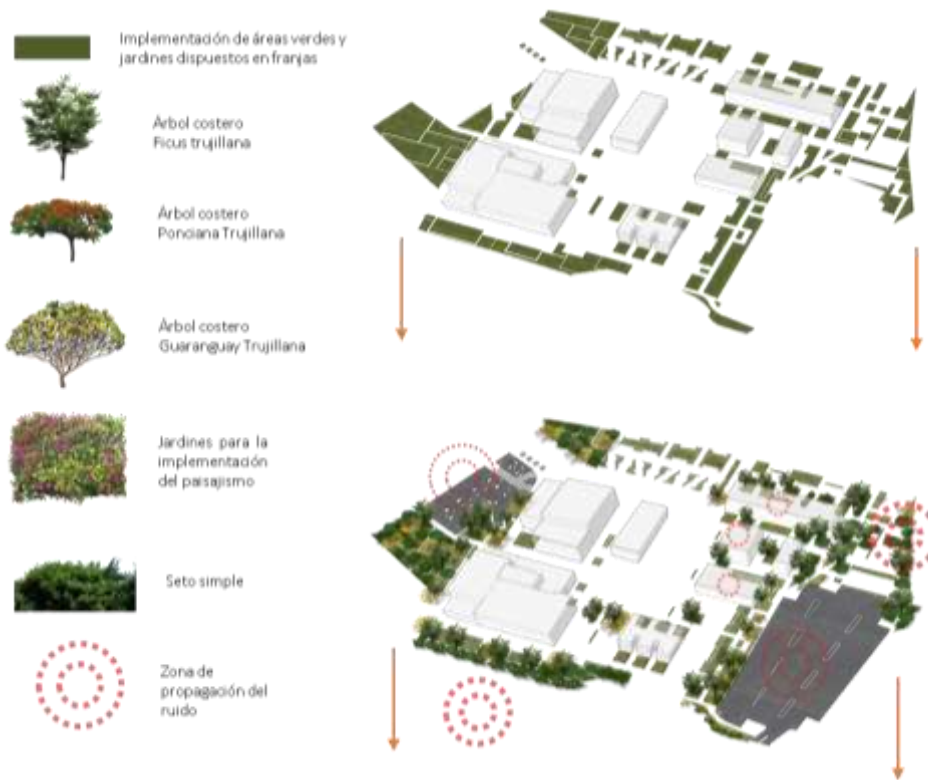 Implementación de áreas verdes y
jardines dispuestos en franjas
Árbol costero
Ficus trujillana
Árbol costero
Ponciana Trujillana
Árbol costero
Guaranguay Trujillana
Jardines para la
implementación
del paisajismo
Seto simple
Zona de
propagación del
ruido